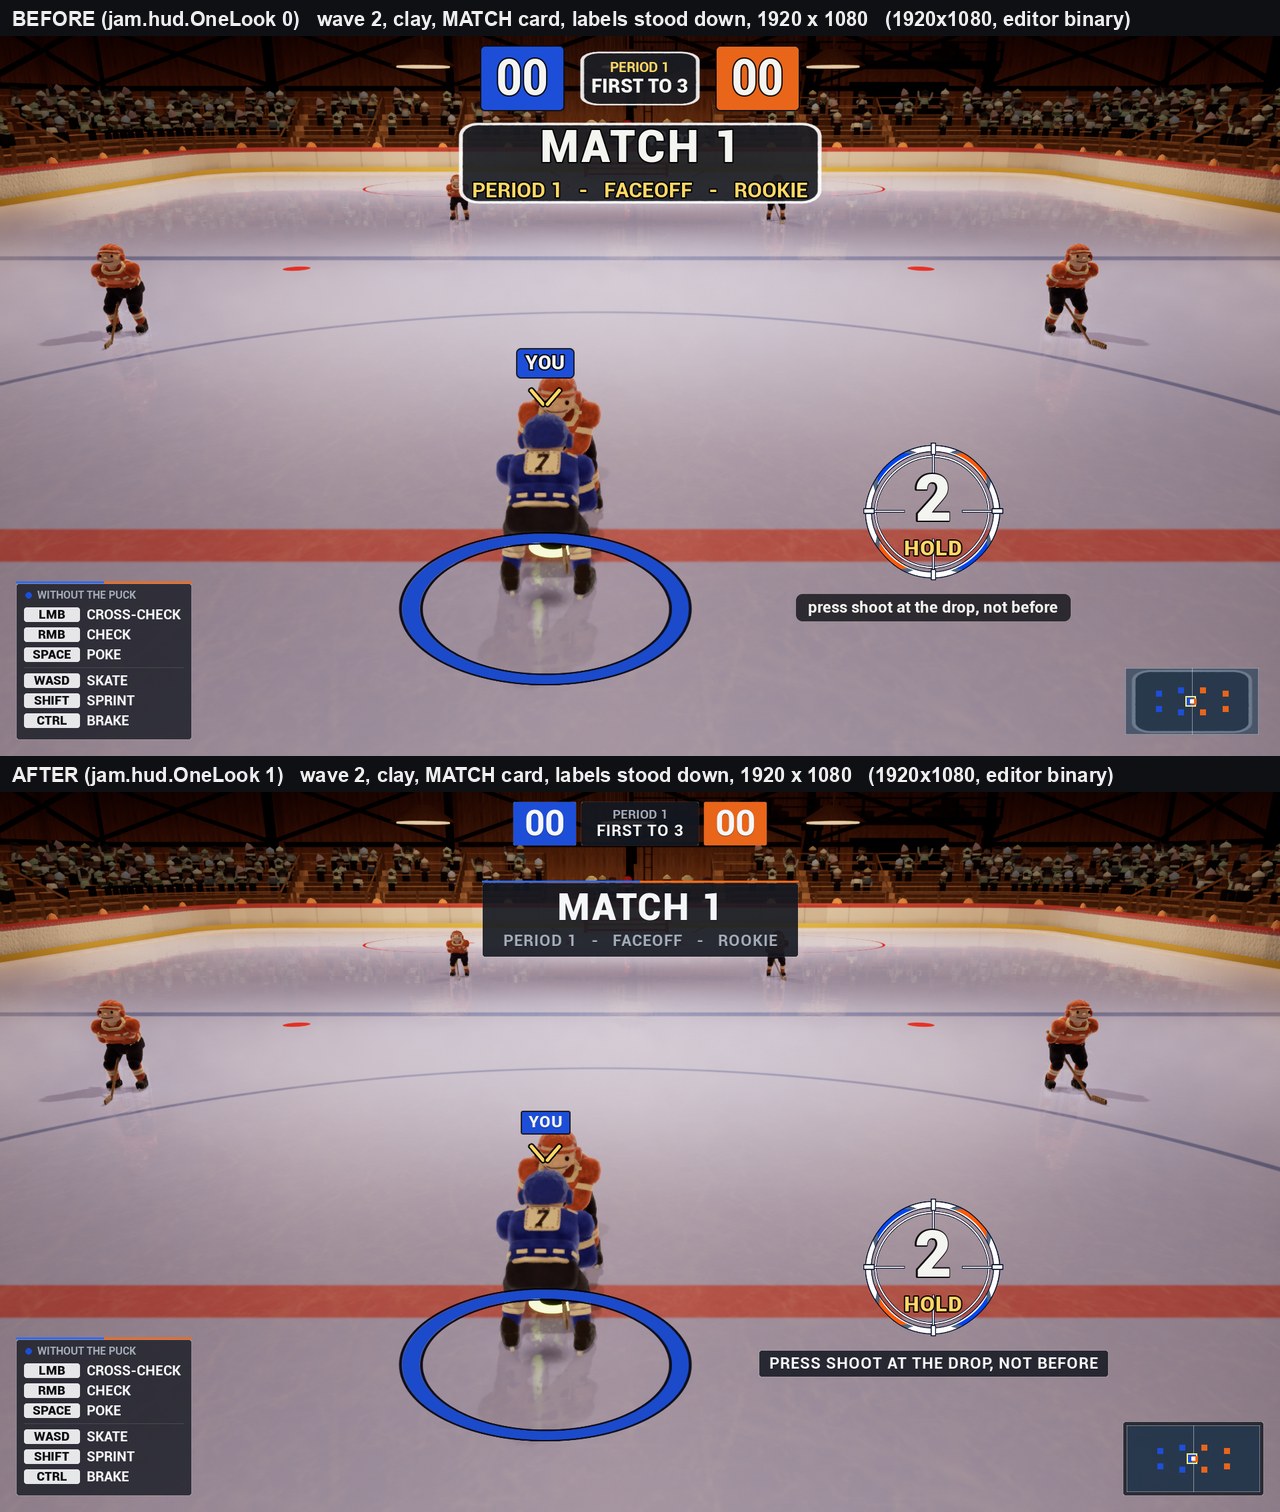 BEFORE (jam.hud.OneLook 0)   wave 2, clay, MATCH card, labels stood down, 1920 x 1080   (1920x1080, editor binary)
00
PERIOD 1
FIRST TO 3
00
MATCH 1
PERIOD 1 - FACEOFF - ROOKIE
YOU
7
2
HOLD
press shoot at the drop, not before
WITHOUT THE PUCK
LMB CROSS-CHECK
RMB CHECK
SPACE POKE
WASD SKATE
SHIFT SPRINT
CTRL BRAKE
AFTER (jam.hud.OneLook 1)   wave 2, clay, MATCH card, labels stood down, 1920 x 1080   (1920x1080, editor binary)
00
PERIOD 1
FIRST TO 3
00
MATCH 1
PERIOD 1 - FACEOFF - ROOKIE
YOU
7
2
HOLD
PRESS SHOOT AT THE DROP, NOT BEFORE
WITHOUT THE PUCK
LMB CROSS-CHECK
RMB CHECK
SPACE POKE
WASD SKATE
SHIFT SPRINT
CTRL BRAKE